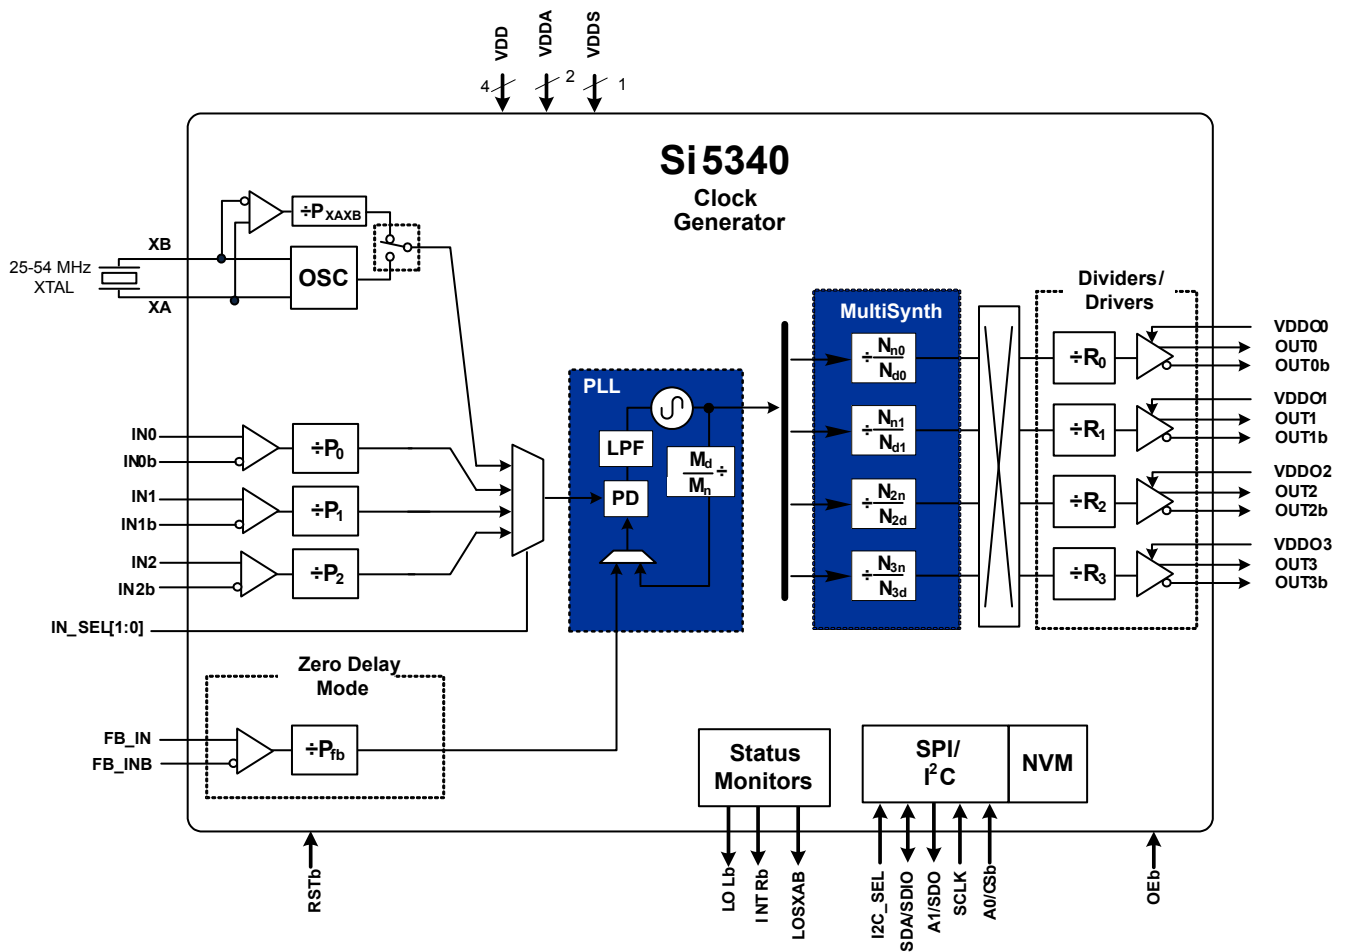 VDD
VDDA
VDDS
4
2
1
Si5340
Clock
Generator
÷P XAXB
XB
25-54 MHz
XTAL
XA
OSC
Dividers/
Drivers
MultiSynth
VDDO0
÷ Nn0
Nd0
÷R0
OUT0
OUT0b
PLL
VDDO1
IN0
÷P0
LPF
÷ Nn1
Nd1
÷R1
OUT1
OUT1b
IN0b
Md
Mn ÷
VDDO2
IN1
÷P1
PD
÷ N2n
N2d
÷R2
OUT2
OUT2b
IN1b
VDDO3
IN2
÷P2
÷ N3n
N3d
÷R3
OUT3
OUT3b
IN2b
IN_SEL[1:0]
Zero Delay
Mode
FB_IN
÷Pfb
FB_INB
Status
Monitors
SPI/
I2C
NVM
RSTb
LOLb
INTRb
LOSXAB
I2C_SEL
SDA/SDIO
A1/SDO
SCLK
A0/CSb
OEb